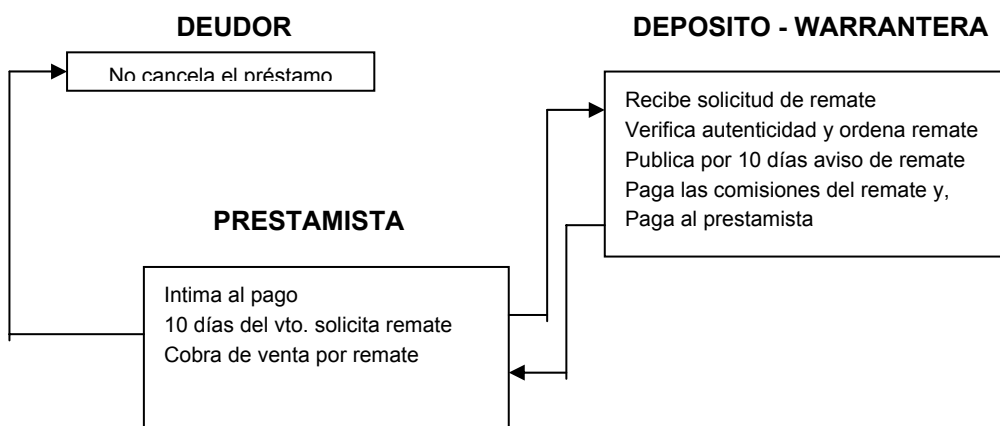 DEUDOR
No cancela el préstamo
DEPOSITO - WARRANTERA
Recibe solicitud de remate
Verifica autenticidad y ordena remate
Publica por 10 días aviso de remate
Paga las comisiones del remate y,
Paga al prestamista
PRESTAMISTA
Intima al pago
10 días del vto. solicita remate
Cobra de venta por remate